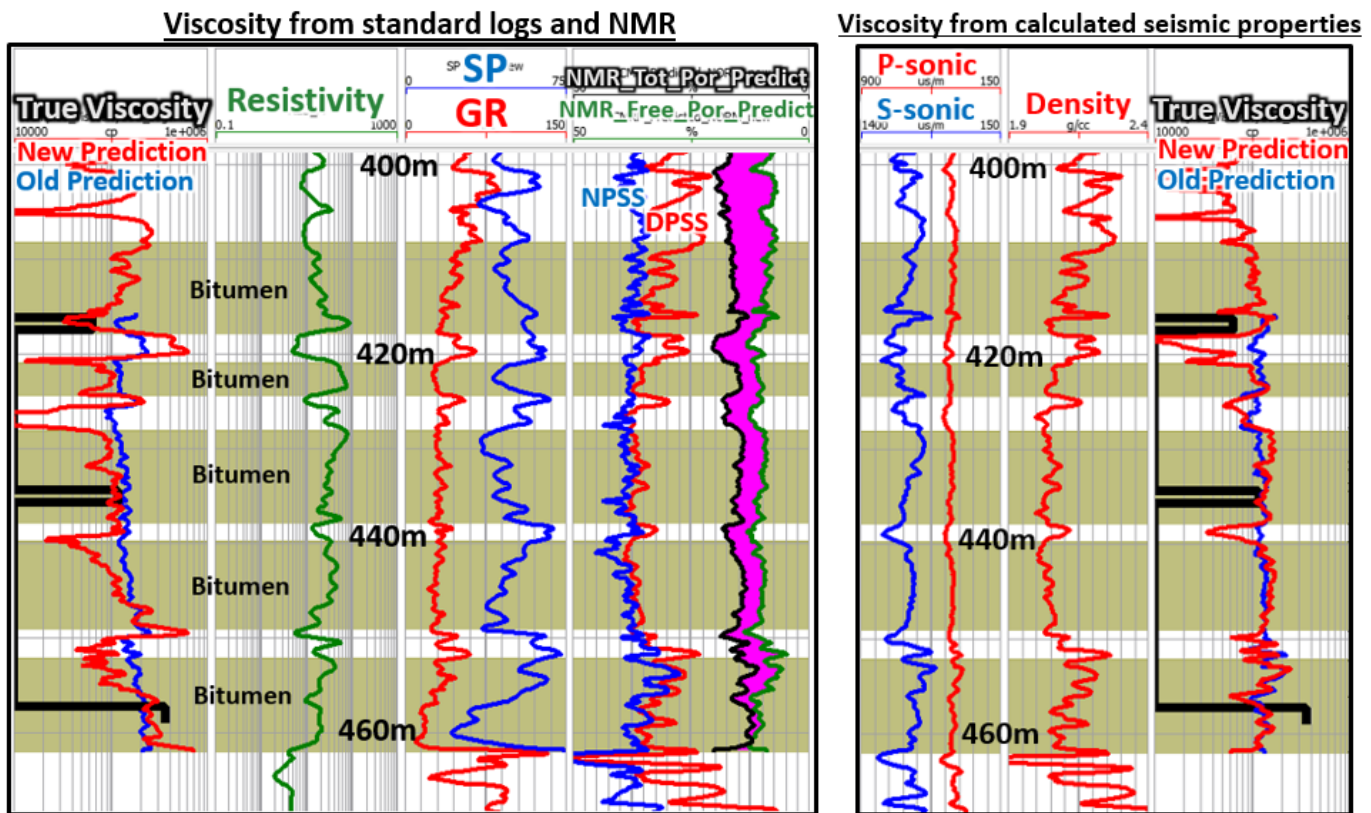 Viscosity from standard logs and NMR
Viscosity from calculated seismic properties
True Viscosity
10000 cp 1e+006
New Prediction
Old Prediction
Resistivity
0.1 1000
SP
0 75
GR
0 150
NMR_Tot_Por_Predict
NMR_Free_Por_Predict
50 % 0
NPSS
DPSS
P-sonic
900 us/m 150
S-sonic
1400 us/m 150
Density
1.9 g/cc 2.4
True Viscosity
10000 cp 1e+006
New Prediction
Old Prediction
400m
400m
Bitumen
420m
420m
Bitumen
Bitumen
440m
440m
Bitumen
Bitumen
460m
460m